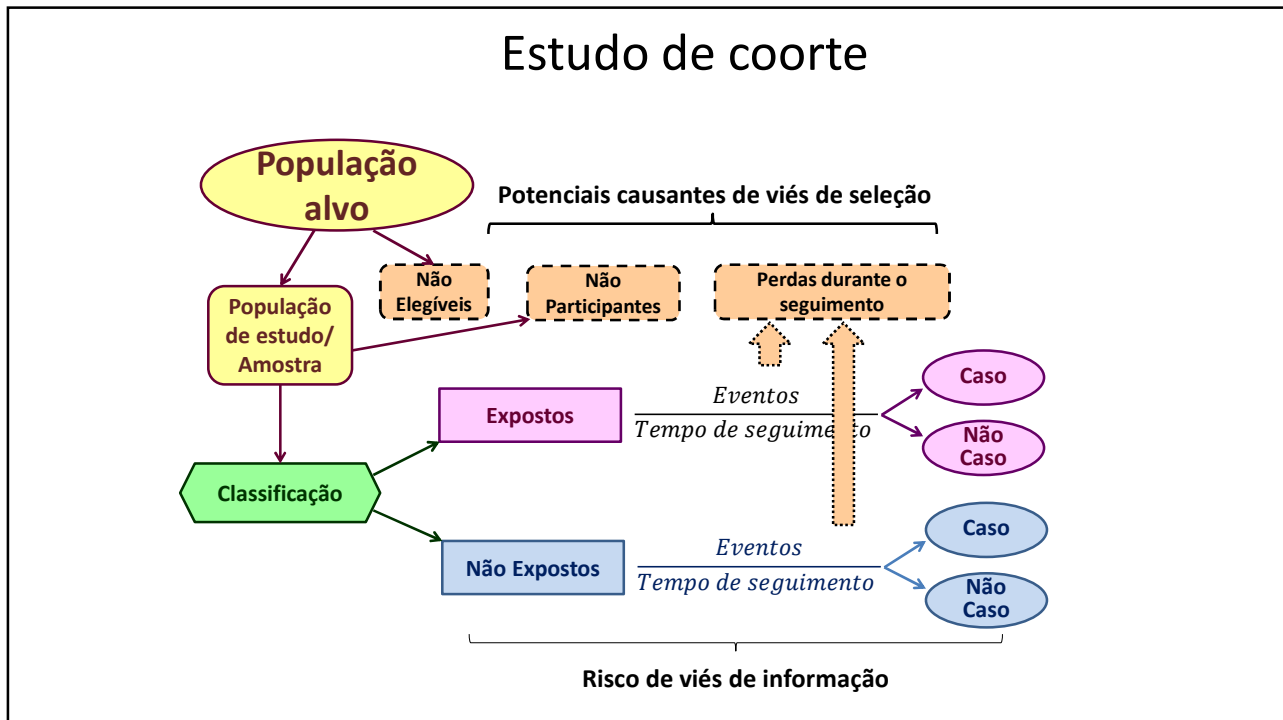 Estudo de coorte
População
alvo
Potenciais causantes de viés de seleção
Não
Elegíveis
Não
Participantes
Perdas durante o
seguimento
População
de estudo/
Amostra
Expostos
Eventos
Tempo de seguimento
Caso
Não
Caso
Classificação
Não Expostos
Eventos
Tempo de seguimento
Caso
Não
Caso
Risco de viés de informação